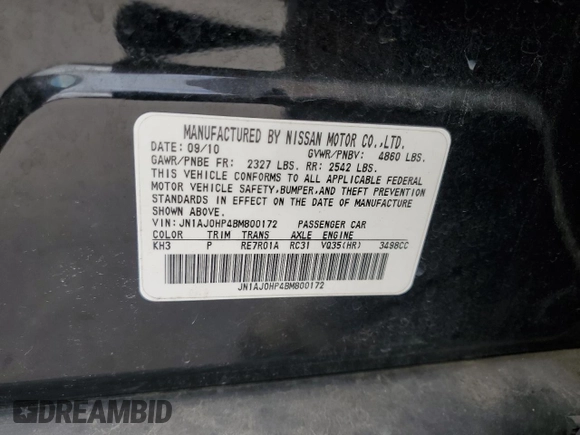 MANUFACTURED BY NISSAN MOTOR CO.,LTD.
DATE: 09/10 GVWR/PNBV: 4860 LBS.
GAWR/PNBE FR: 2327 LBS. RR: 2542 LBS.
THIS VEHICLE CONFORMS TO ALL APPLICABLE FEDERAL
MOTOR VEHICLE SAFETY,BUMPER,AND THEFT PREVENTION
STANDARDS IN EFFECT ON THE DATE OF MANUFACTURE
SHOWN ABOVE.
VIN: JN1AJ0HP4BM800172 PASSENGER CAR
COLOR TRIM TRANS AXLE ENGINE
KH3 P RE7R01A RC31 VQ35(HR) 3498CC
JN1AJ0HP4BM800172
DREAMBID